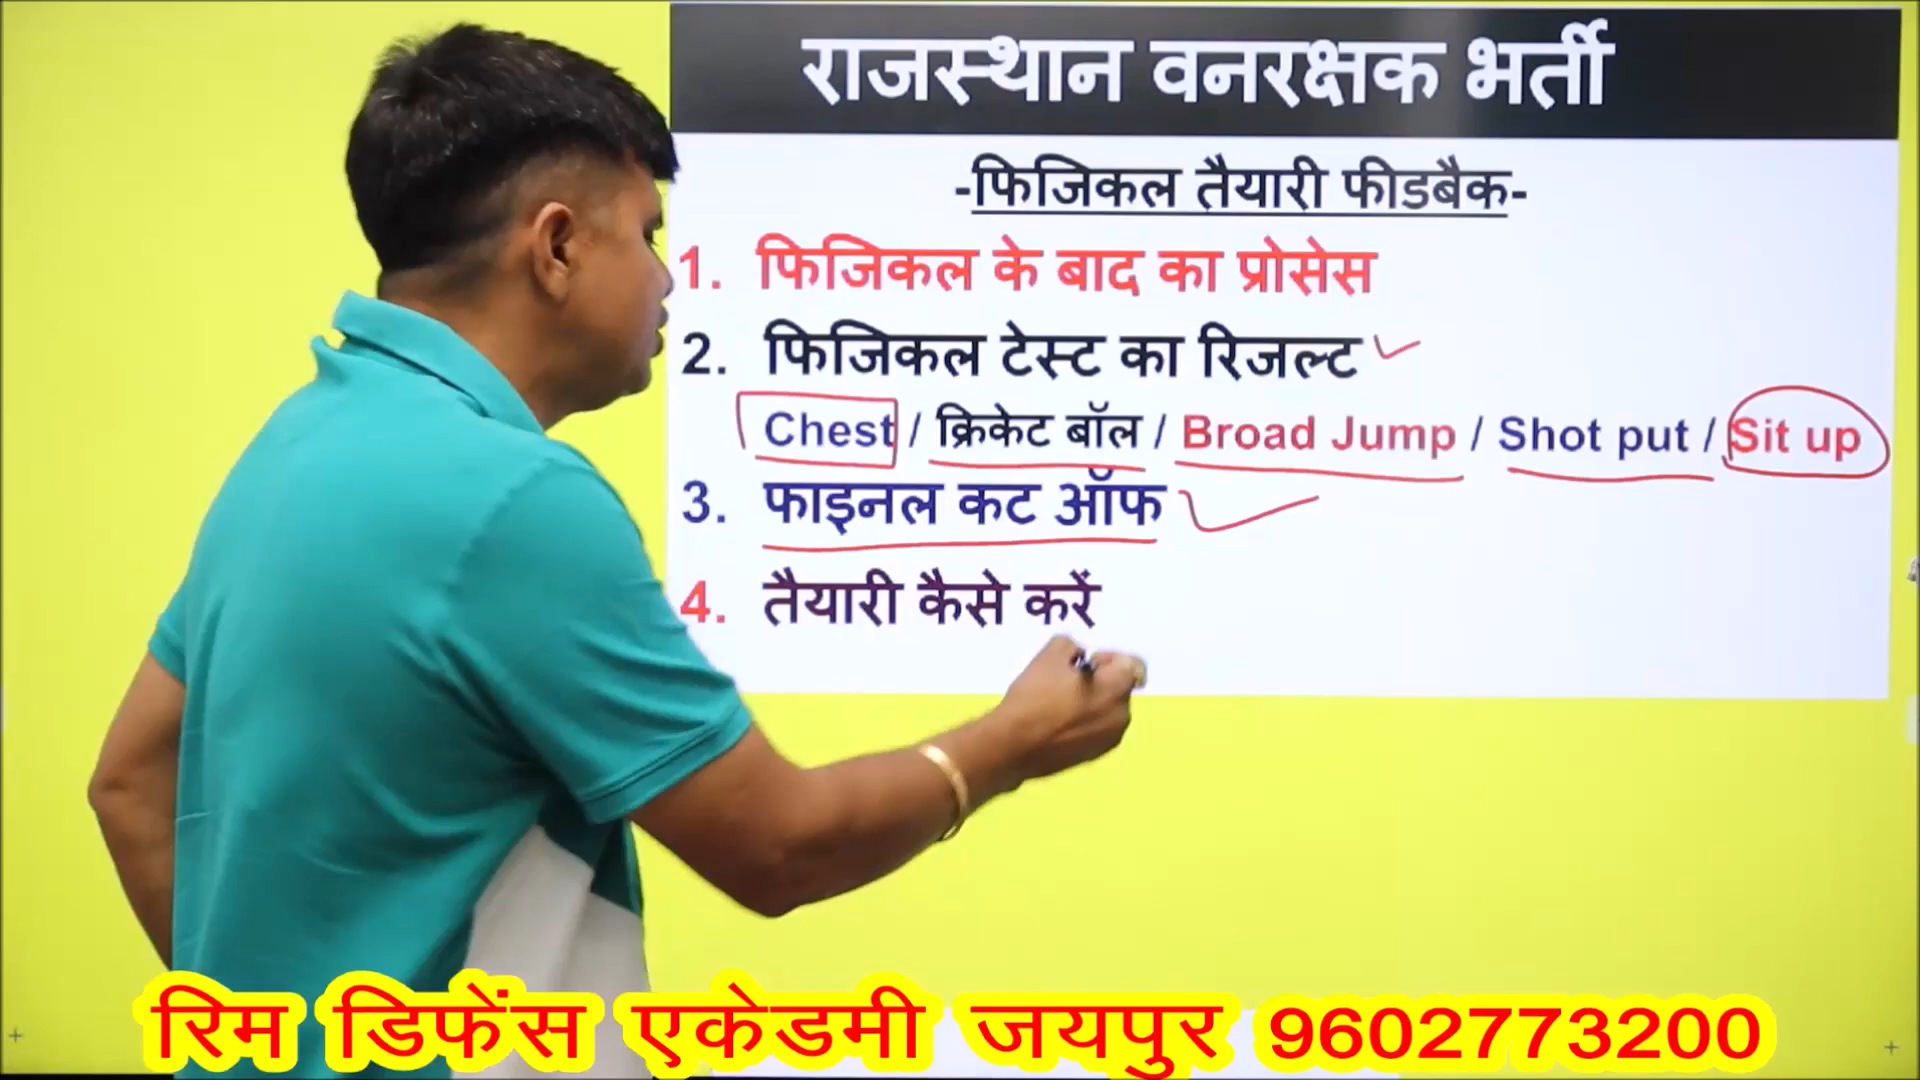 राजस्थान वनरक्षक भर्ती
-फिजिकल तैयारी फीडबैक-
1. फिजिकल के बाद का प्रोसेस
2. फिजिकल टेस्ट का रिजल्ट
Chest / क्रिकेट बॉल / Broad Jump / Shot put / Sit up
3. फाइनल कट ऑफ
4. तैयारी कैसे करें
रिम डिफेंस एकेडमी जयपुर 9602773200